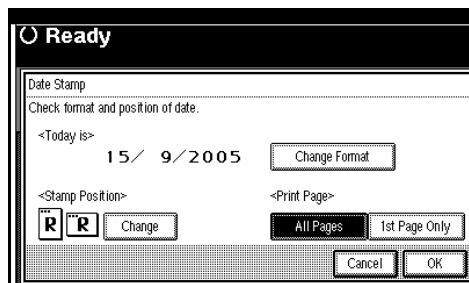 Ready
Date Stamp
Check format and position of date.
<Today is>
15/ 9/2005 Change Format
<Stamp Position> <Print Page>
R R Change All Pages 1st Page Only
Cancel OK